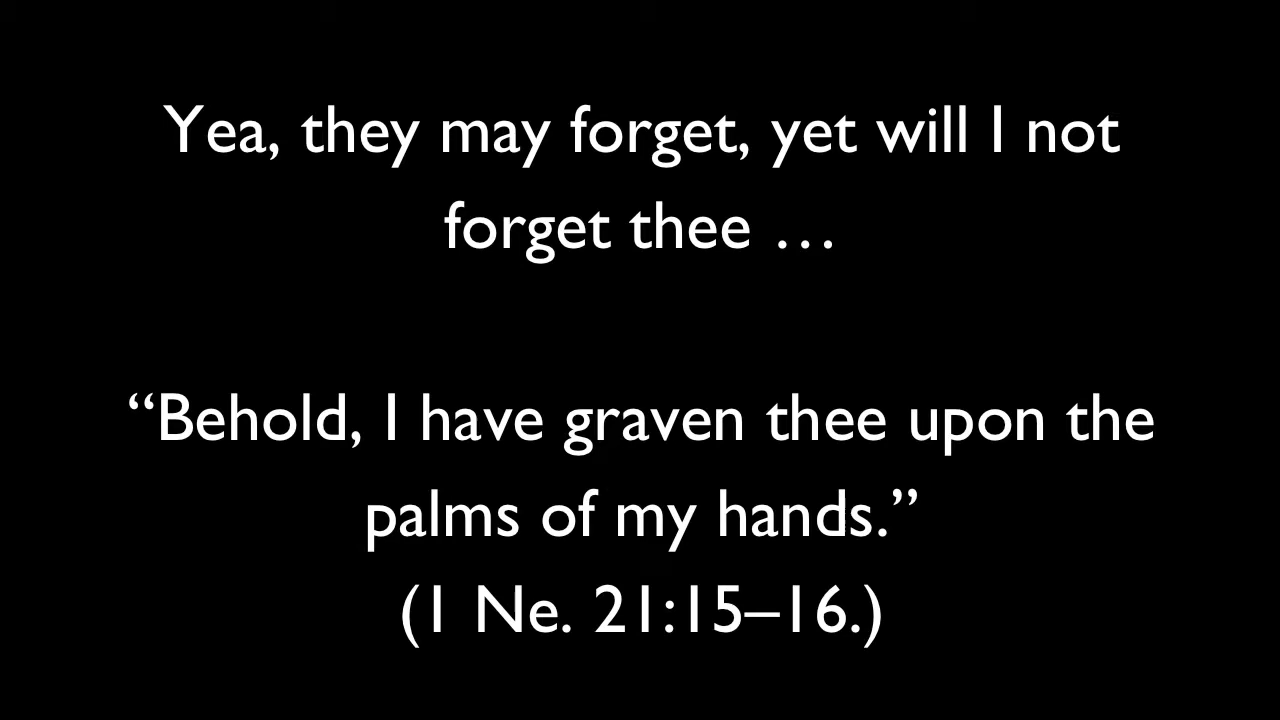 Yea, they may forget, yet will I not
forget thee …
“Behold, I have graven thee upon the
palms of my hands.”
(1 Ne. 21:15–16.)